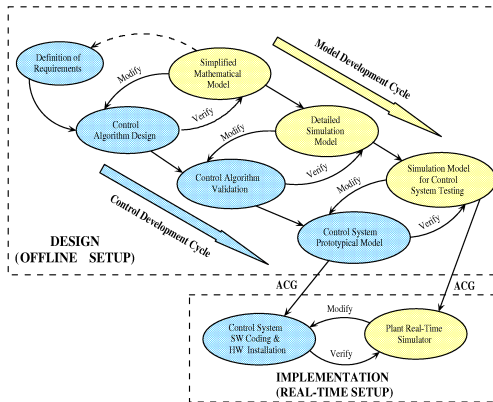 Definition of
Requirements
Simplified
Mathematical
Model
Model Development Cycle
Modify
Verify
Control
Algorithm Design
Detailed
Simulation
Model
Modify
Verify
Control Algorithm
Validation
Simulation Model
for Control
System Testing
Modify
Verify
Control System
Prototypical Model
Control Development Cycle
DESIGN
(OFFLINE SETUP)
ACG
ACG
Control System
SW Coding &
HW Installation
Modify
Verify
Plant Real-Time
Simulator
IMPLEMENTATION
(REAL-TIME SETUP)